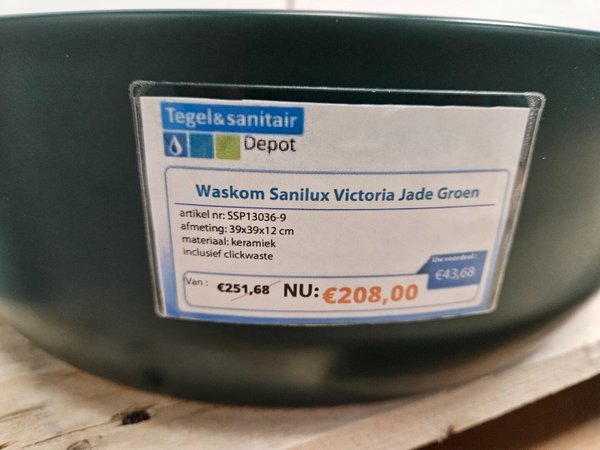 Tegel&sanitair
Depot
Waskom Sanilux Victoria Jade Groen
artikel nr: SSP13036-9
afmeting: 39x39x12 cm
materiaal: keramiek
inclusief clickwaste
Uw voordeel:
€43,68
Van: €251,68 NU: €208,00